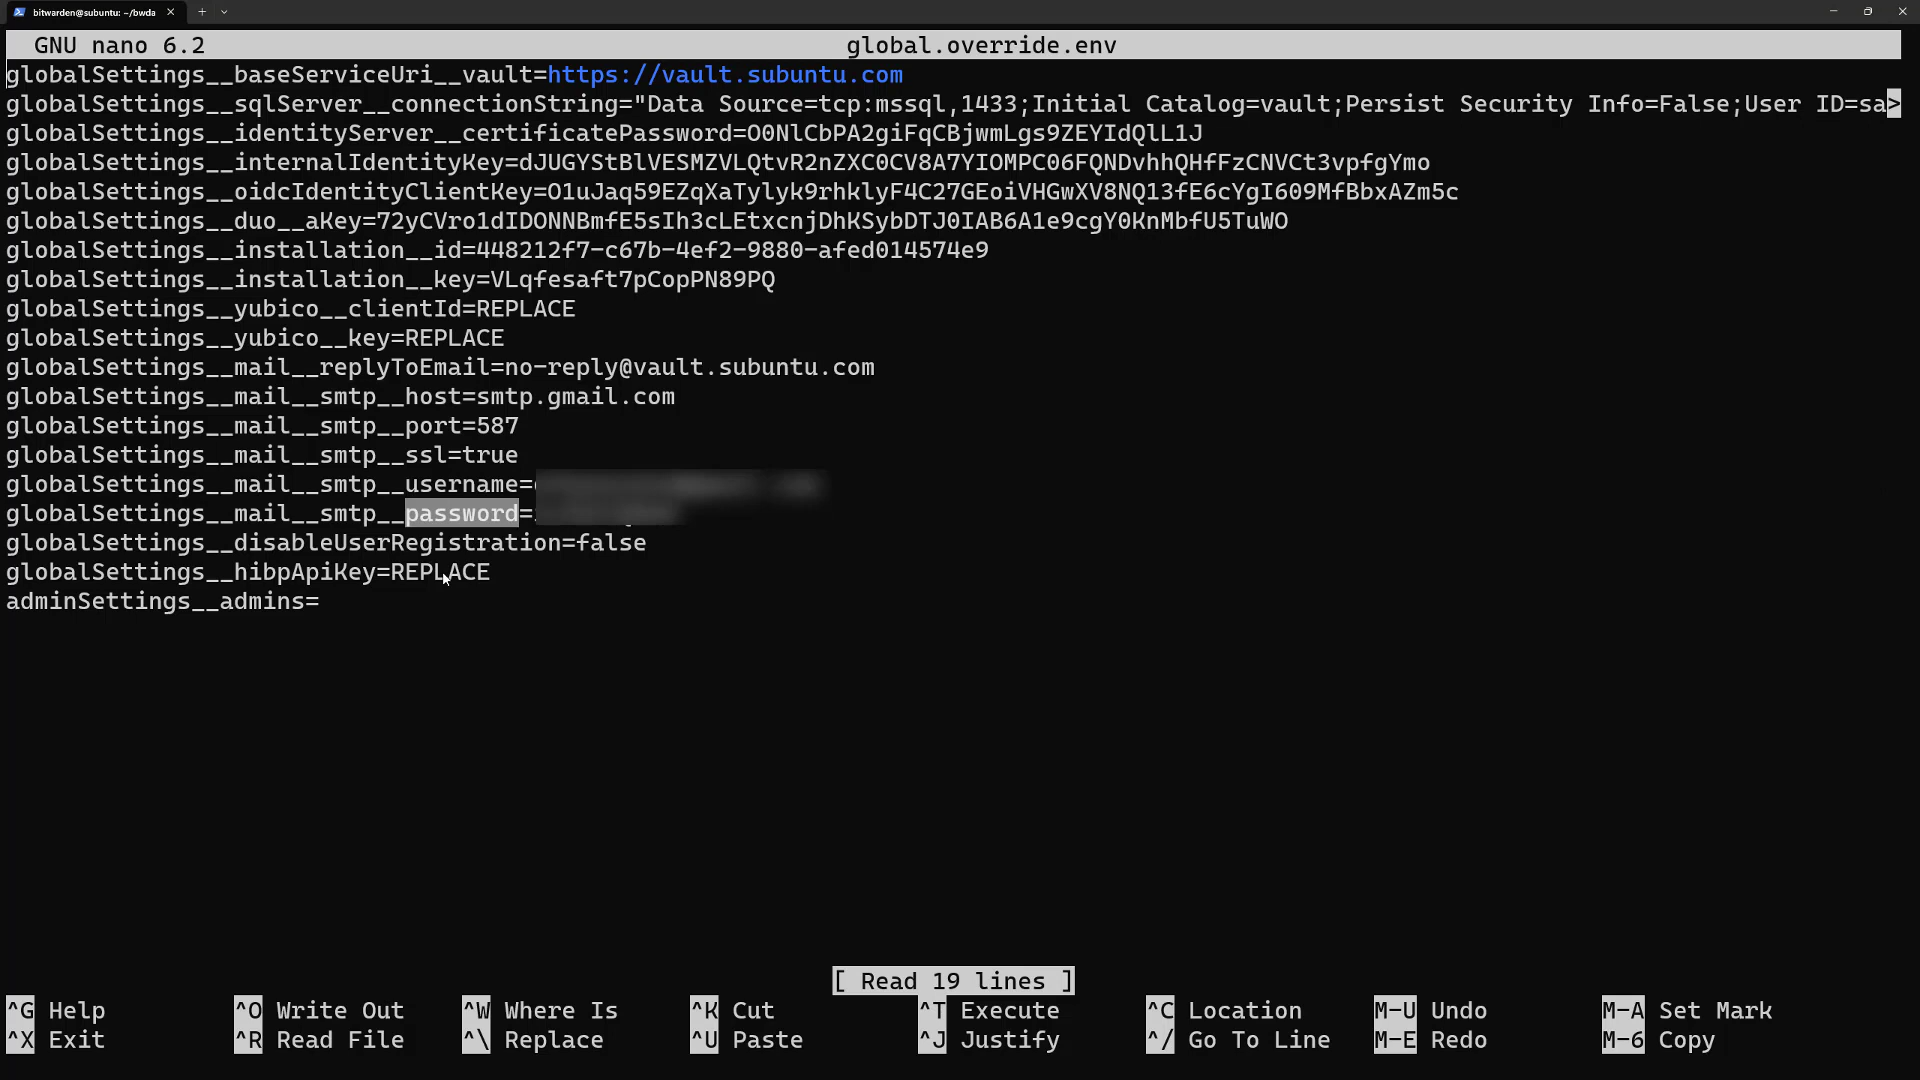 bitwarden@subuntu: ~/bwda
GNU nano 6.2 global.override.env
globalSettings__baseServiceUri__vault=https://vault.subuntu.com
globalSettings__sqlServer__connectionString="Data Source=tcp:mssql,1433;Initial Catalog=vault;Persist Security Info=False;User ID=sa>
globalSettings__identityServer__certificatePassword=O0NlCbPA2giFqCBjwmLgs9ZEYIdQlL1J
globalSettings__internalIdentityKey=dJUGYStBlVESMZVLQtvR2nZXC0CV8A7YIOMPC06FQNDvhhQHfFzCNVCt3vpfgYmo
globalSettings__oidcIdentityClientKey=O1uJaq59EZqXaTylyk9rhklyF4C27GEoiVHGwXV8NQ13fE6cYgI609MfBbxAZm5c
globalSettings__duo__aKey=72yCVro1dIDONNBmfE5sIh3cLEtxcnjDhKSybDTJ0IAB6A1e9cgY0KnMbfU5TuWO
globalSettings__installation__id=448212f7-c67b-4ef2-9880-afed014574e9
globalSettings__installation__key=VLqfesaft7pCopPN89PQ
globalSettings__yubico__clientId=REPLACE
globalSettings__yubico__key=REPLACE
globalSettings__mail__replyToEmail=no-reply@vault.subuntu.com
globalSettings__mail__smtp__host=smtp.gmail.com
globalSettings__mail__smtp__port=587
globalSettings__mail__smtp__ssl=true
globalSettings__mail__smtp__username=
globalSettings__mail__smtp__password=
globalSettings__disableUserRegistration=false
globalSettings__hibpApiKey=REPLACE
adminSettings__admins=
[ Read 19 lines ]
^G Help ^O Write Out ^W Where Is ^K Cut ^T Execute ^C Location M-U Undo M-A Set Mark
^X Exit ^R Read File ^\ Replace ^U Paste ^J Justify ^/ Go To Line M-E Redo M-6 Copy